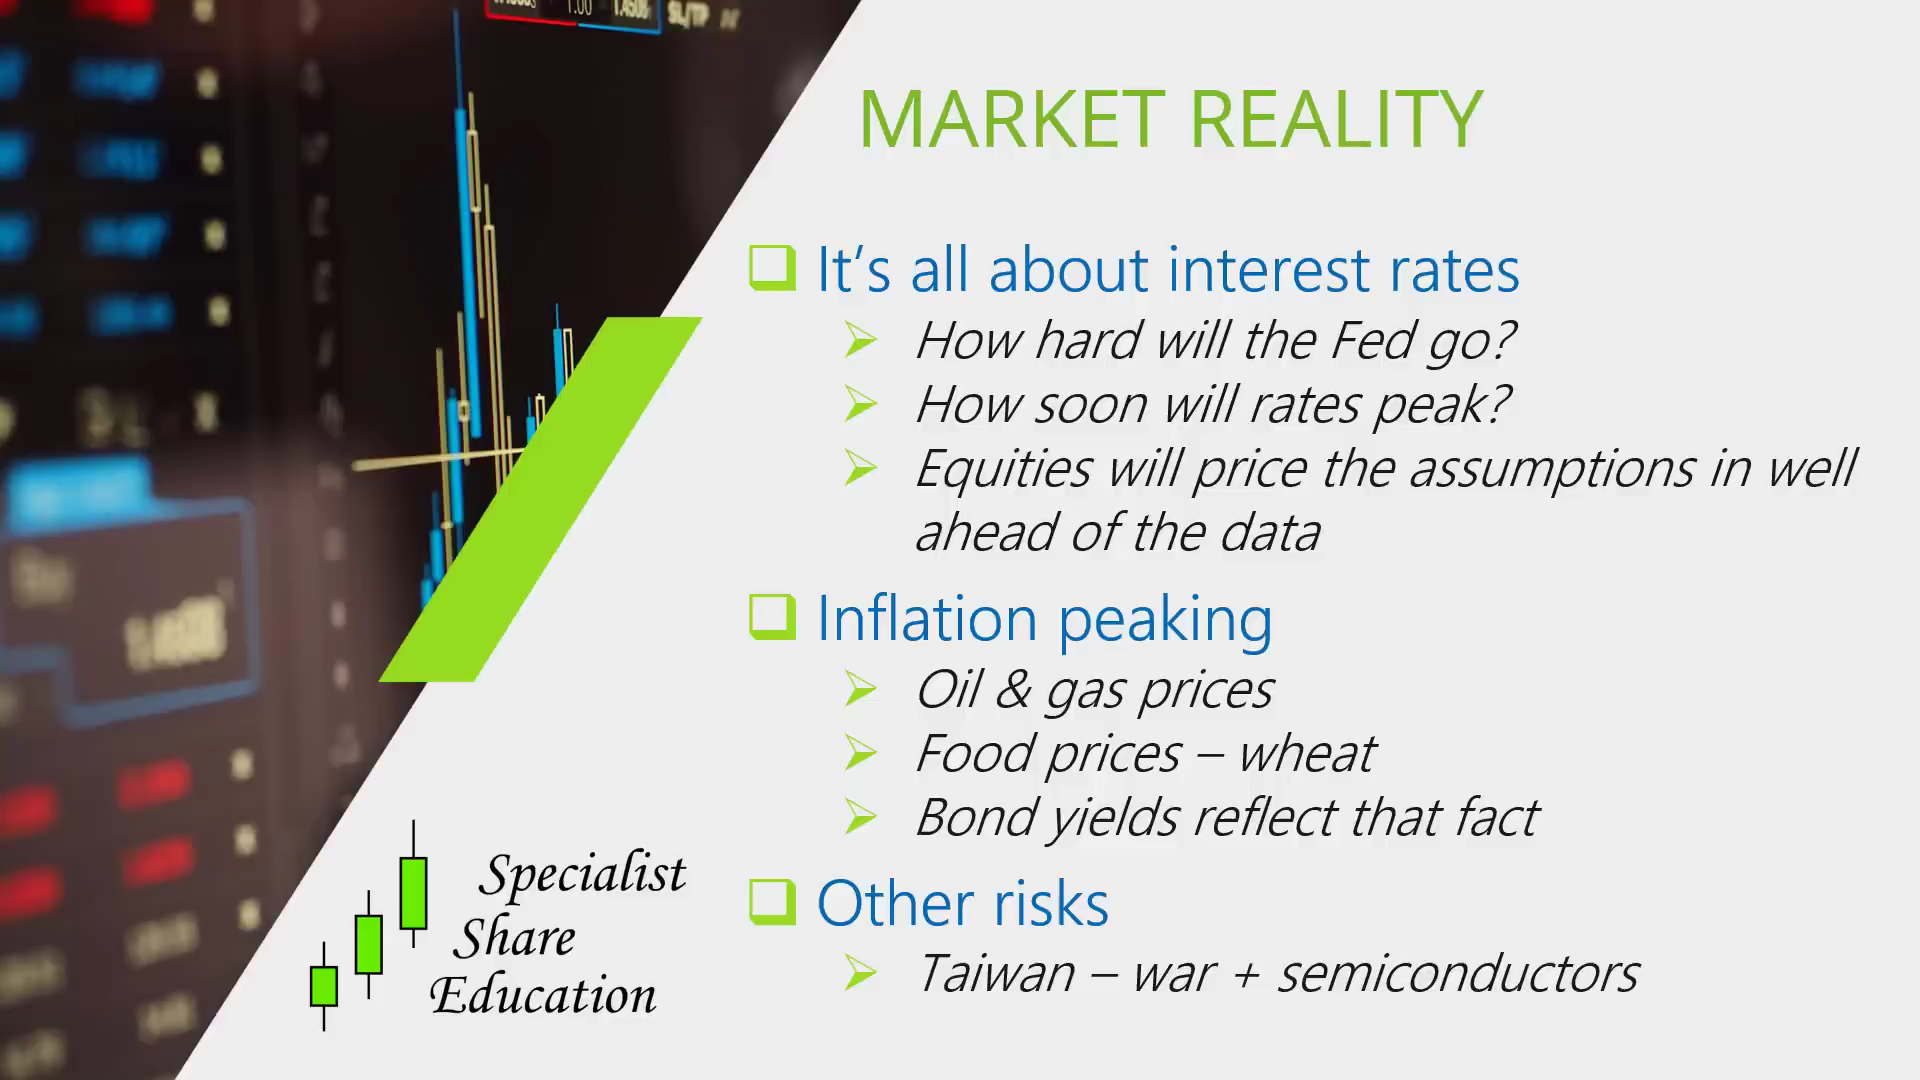 MARKET REALITY
It's all about interest rates
How hard will the Fed go?
How soon will rates peak?
Equities will price the assumptions in well
ahead of the data
Inflation peaking
Oil & gas prices
Food prices – wheat
Bond yields reflect that fact
Other risks
Taiwan – war + semiconductors
Specialist
Share
Education